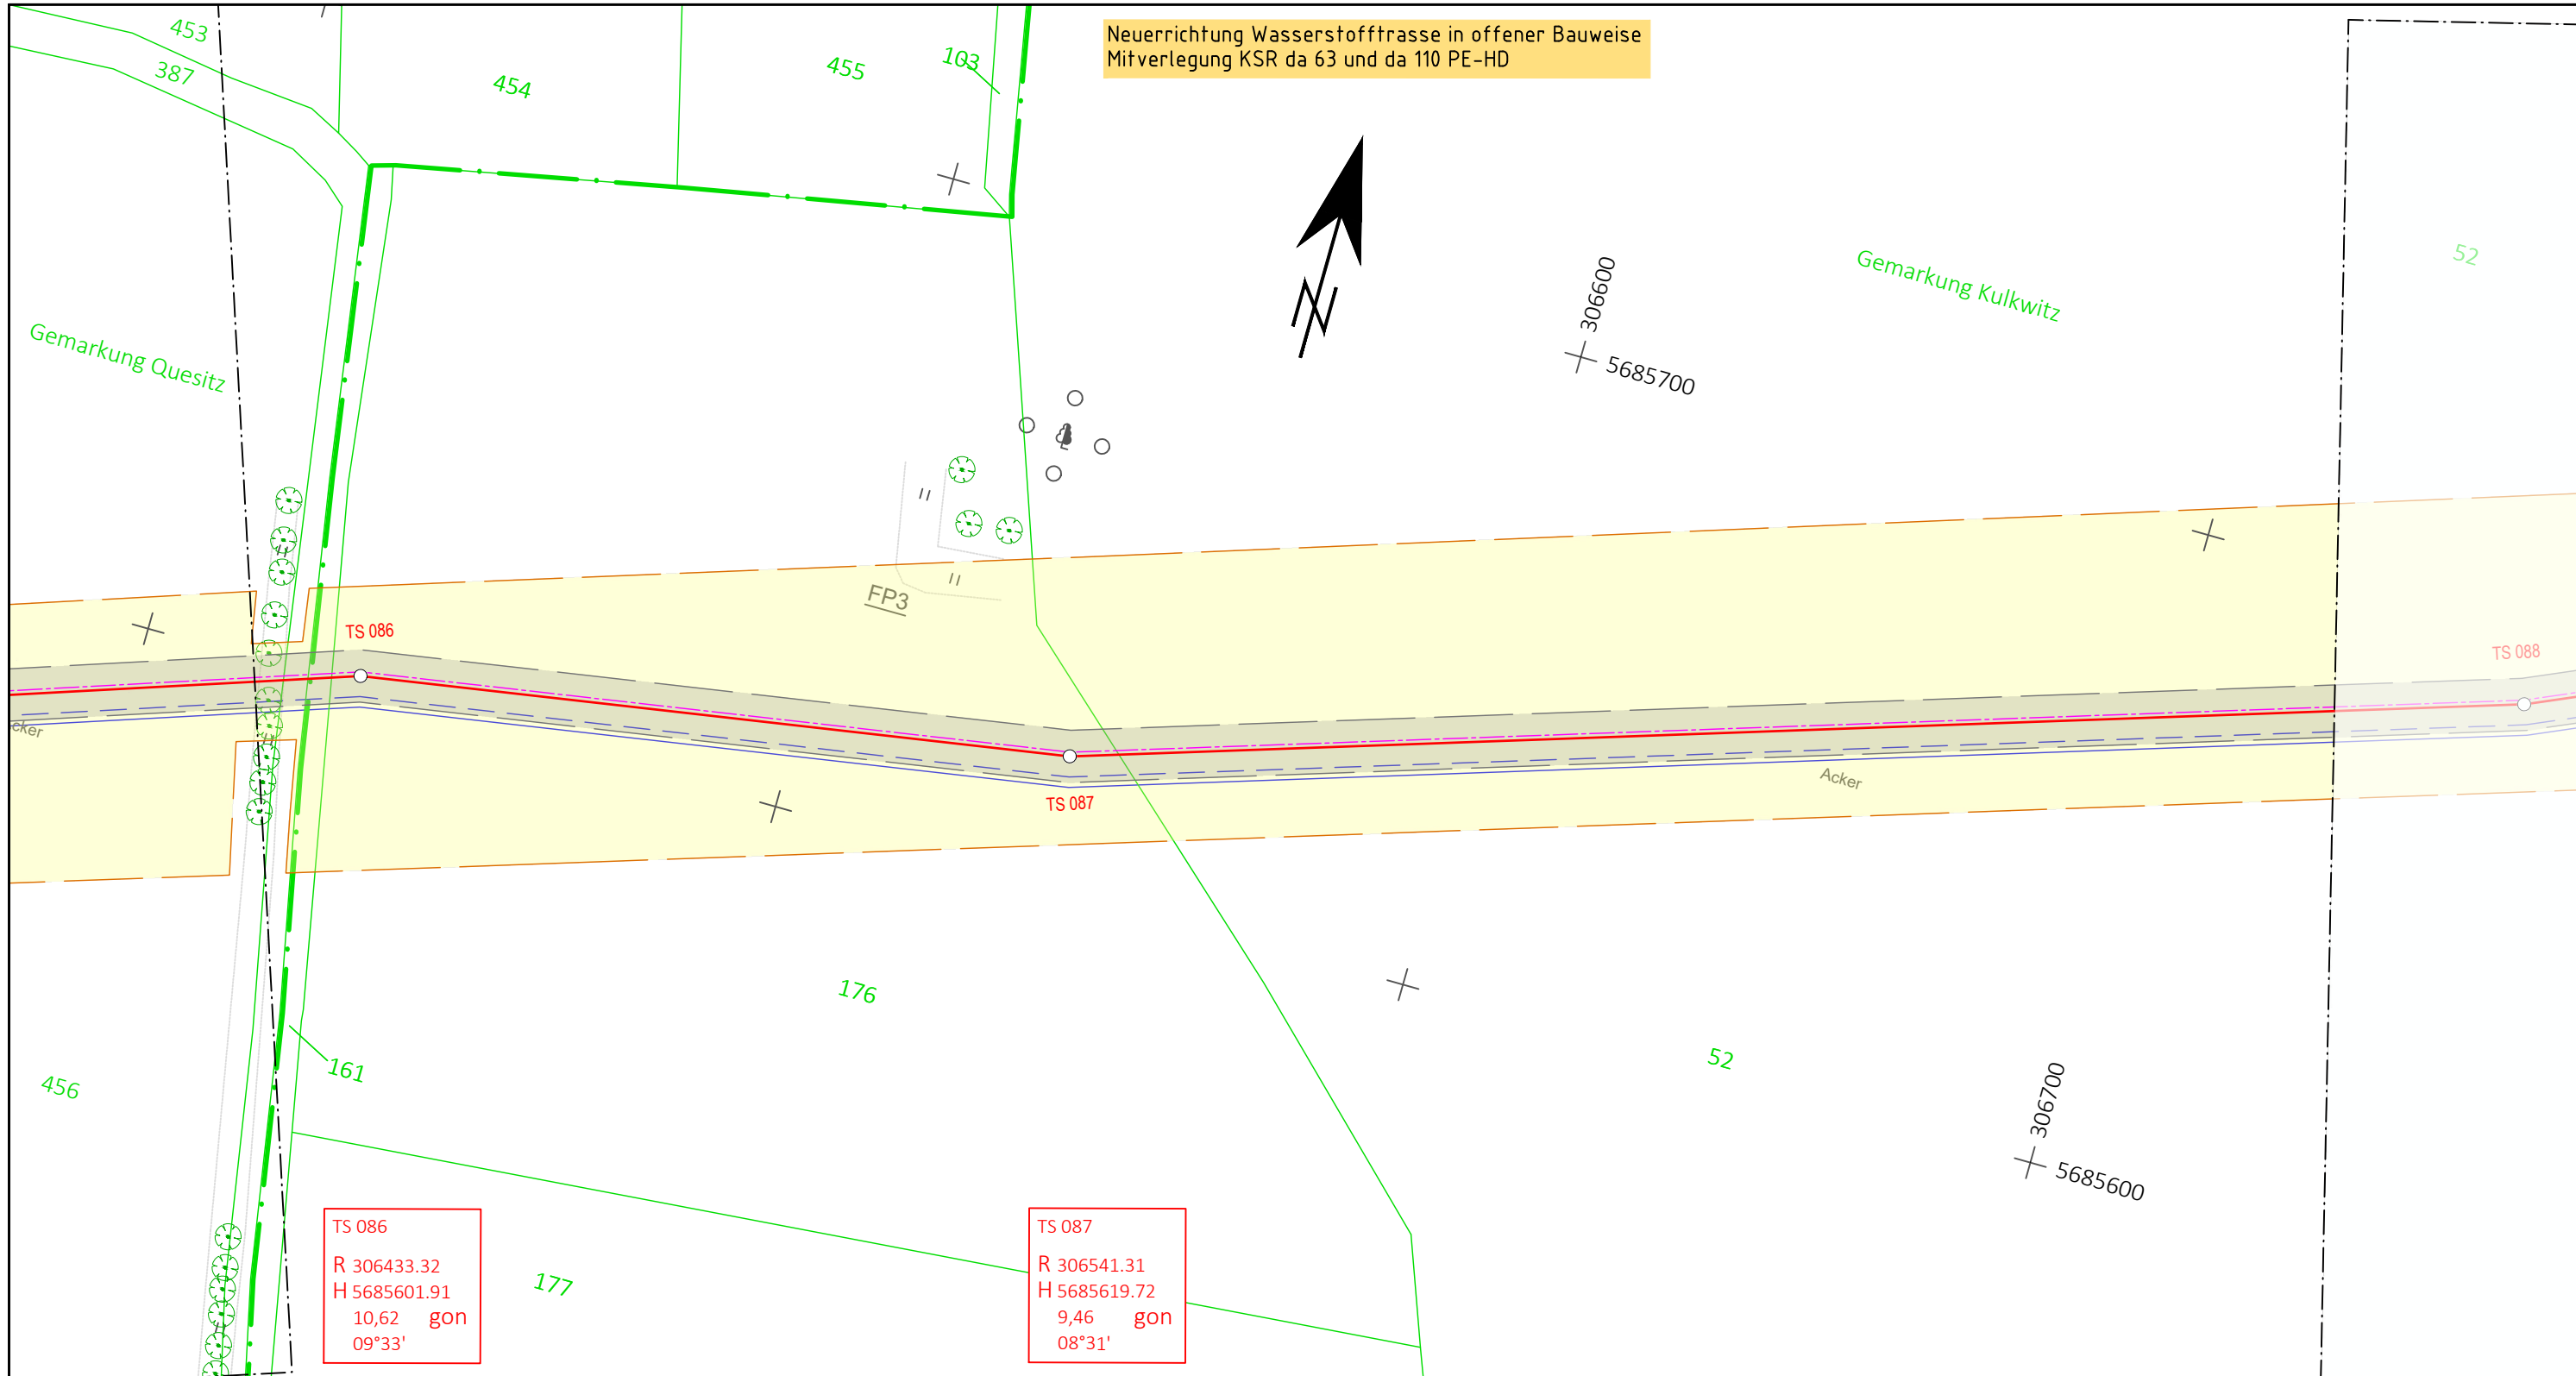 Neuerrichtung Wasserstofftrasse in offener Bauweise
Mitverlegung KSR da 63 und da 110 PE-HD
453
387
454
455
103
Gemarkung Quesitz
Gemarkung Kulkwitz
52
306600
5685700
FP3
TS 086
TS 087
TS 088
cker
Acker
176
161
456
52
306700
5685600
177
TS 086
R 306433.32
H 5685601.91
10,62 gon
09°33'
TS 087
R 306541.31
H 5685619.72
9,46 gon
08°31'